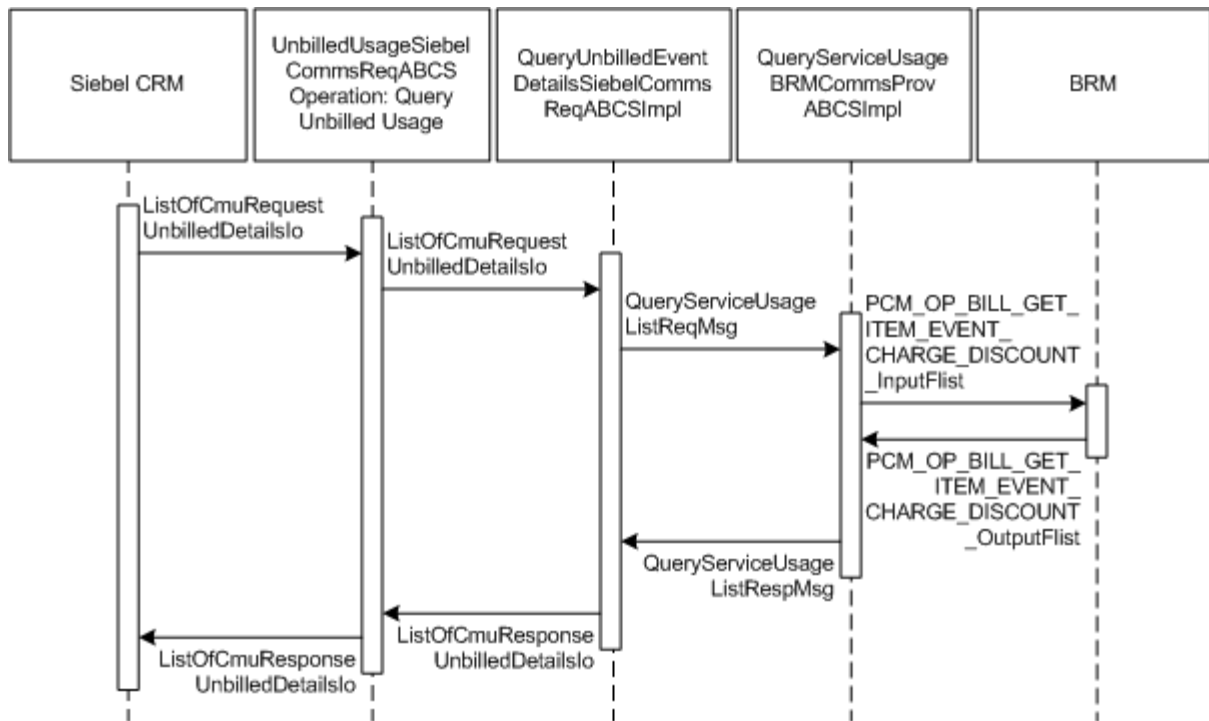 Siebel CRM
UnbilledUsageSiebel
CommsReqABCS
Operation: Query
Unbilled Usage
QueryUnbilledEvent
DetailsSiebelComms
ReqABCSImpl
QueryServiceUsage
BRMCommsProv
ABCSImpl
BRM
ListOfCmuRequest
UnbilledDetailsIo
ListOfCmuRequest
UnbilledDetailsIo
QueryServiceUsage
ListReqMsg
PCM_OP_BILL_GET_
ITEM_EVENT_
CHARGE_DISCOUNT
_InputFlist
PCM_OP_BILL_GET_
ITEM_EVENT_
CHARGE_DISCOUNT
_OutputFlist
QueryServiceUsage
ListRespMsg
ListOfCmuResponse
UnbilledDetailsIo
ListOfCmuResponse
UnbilledDetailsIo